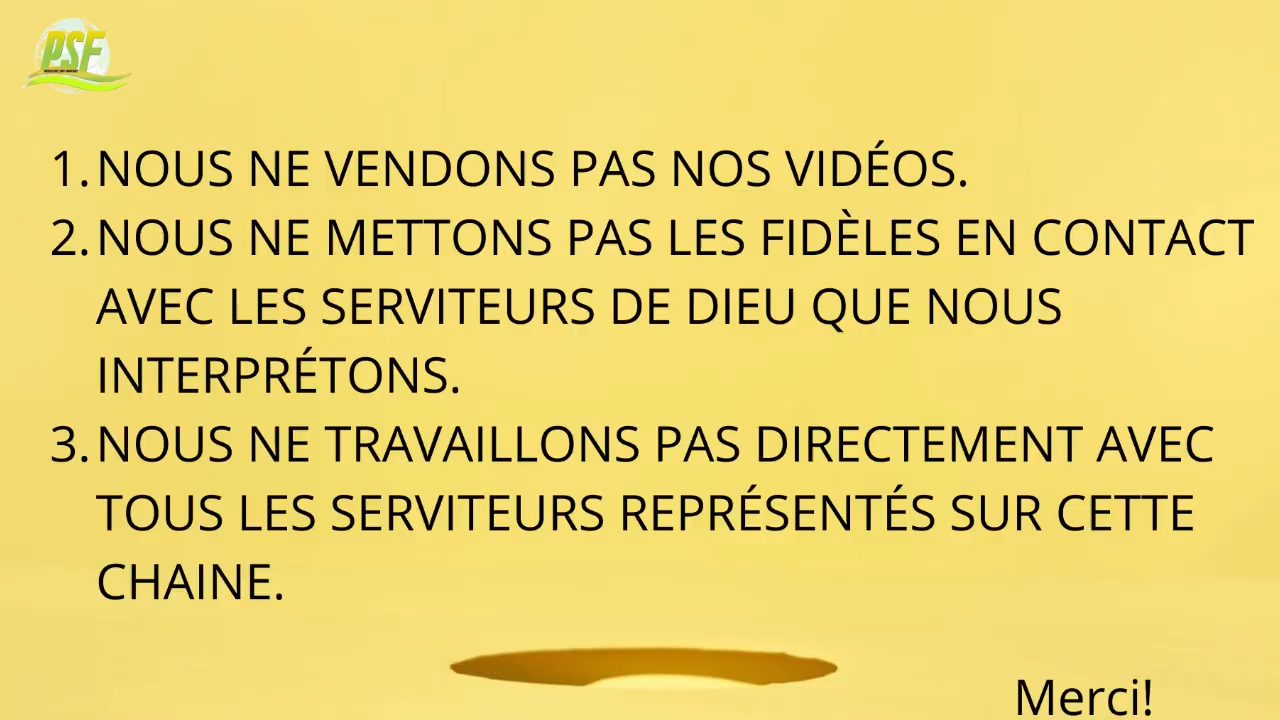 PSF
1. NOUS NE VENDONS PAS NOS VIDÉOS.
2. NOUS NE METTONS PAS LES FIDÈLES EN CONTACT
AVEC LES SERVITEURS DE DIEU QUE NOUS
INTERPRÉTONS.
3. NOUS NE TRAVAILLONS PAS DIRECTEMENT AVEC
TOUS LES SERVITEURS REPRÉSENTÉS SUR CETTE
CHAINE.
Merci!